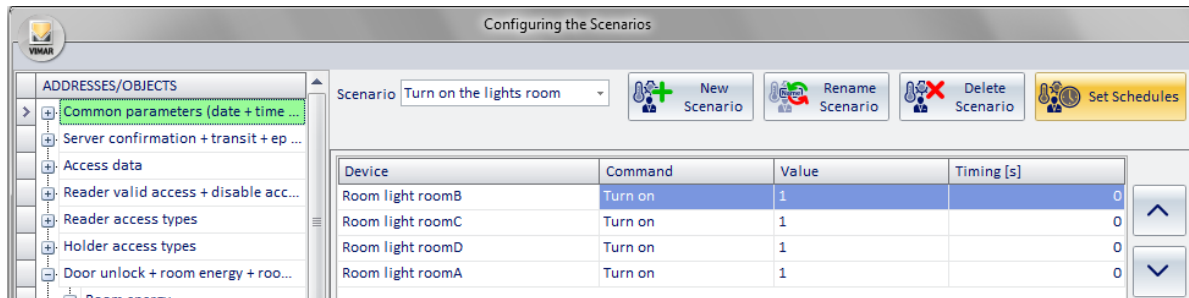 Configuring the Scenarios
VIMAR
ADDRESSES/OBJECTS
Common parameters (date + time ...
Server confirmation + transit + ep ...
Access data
Reader valid access + disable acc...
Reader access types
Holder access types
Door unlock + room energy + roo...
Room energy
Scenario Turn on the lights room
New
Scenario
Rename
Scenario
Delete
Scenario
Set Schedules
Device Command Value Timing [s]
Room light roomB Turn on 1 0
Room light roomC Turn on 1 0
Room light roomD Turn on 1 0
Room light roomA Turn on 1 0